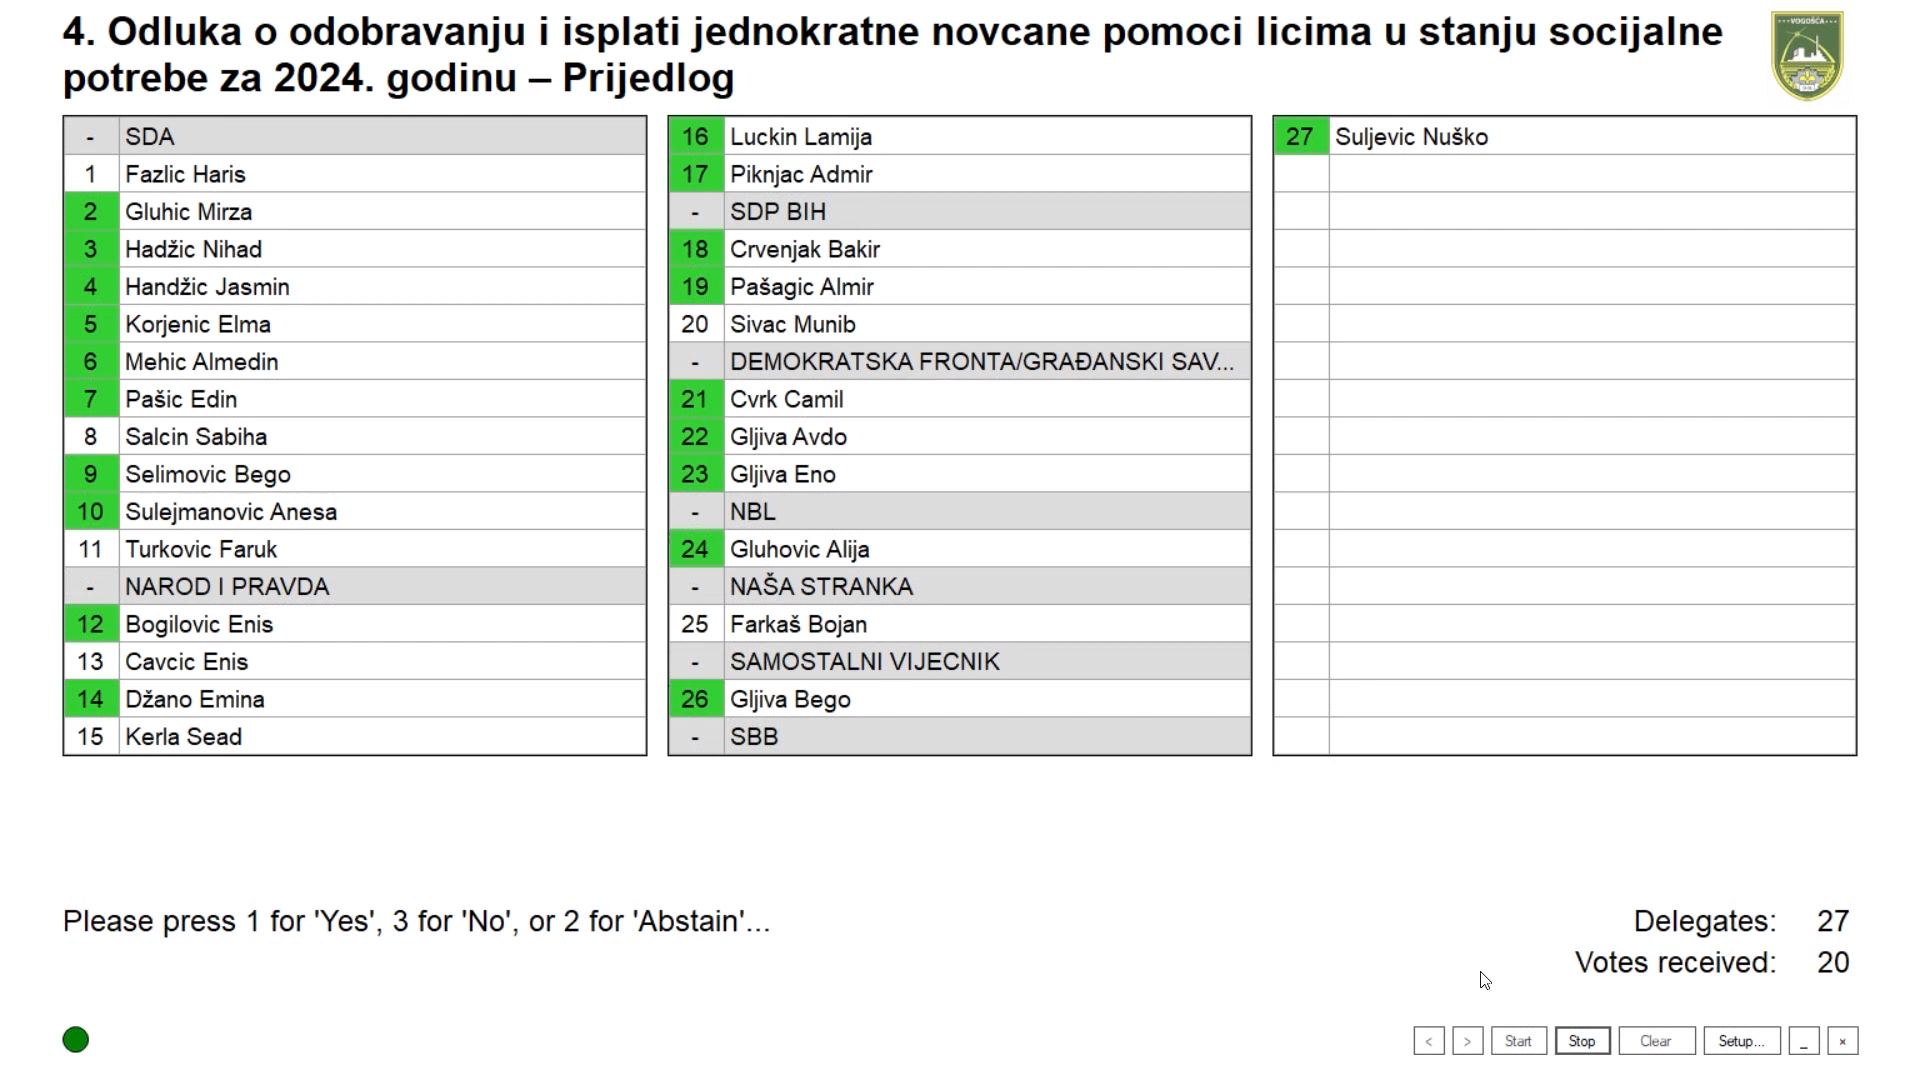 4. Odluka o odobravanju i isplati jednokratne novcane pomoci licima u stanju socijalne
potrebe za 2024. godinu – Prijedlog
VOGOŠĆA
- SDA
1 Fazlic Haris
2 Gluhic Mirza
3 Hadžic Nihad
4 Handžic Jasmin
5 Korjenic Elma
6 Mehic Almedin
7 Pašic Edin
8 Salcin Sabiha
9 Selimovic Bego
10 Sulejmanovic Anesa
11 Turkovic Faruk
- NAROD I PRAVDA
12 Bogilovic Enis
13 Cavcic Enis
14 Džano Emina
15 Kerla Sead
16 Luckin Lamija
17 Piknjac Admir
- SDP BIH
18 Crvenjak Bakir
19 Pašagic Almir
20 Sivac Munib
- DEMOKRATSKA FRONTA/GRAĐANSKI SAV...
21 Cvrk Camil
22 Gljiva Avdo
23 Gljiva Eno
- NBL
24 Gluhovic Alija
- NAŠA STRANKA
25 Farkaš Bojan
- SAMOSTALNI VIJECNIK
26 Gljiva Bego
- SBB
27 Suljevic Nuško
Please press 1 for 'Yes', 3 for 'No', or 2 for 'Abstain'...
Delegates: 27
Votes received: 20
< > Start Stop Clear Setup... _ ×